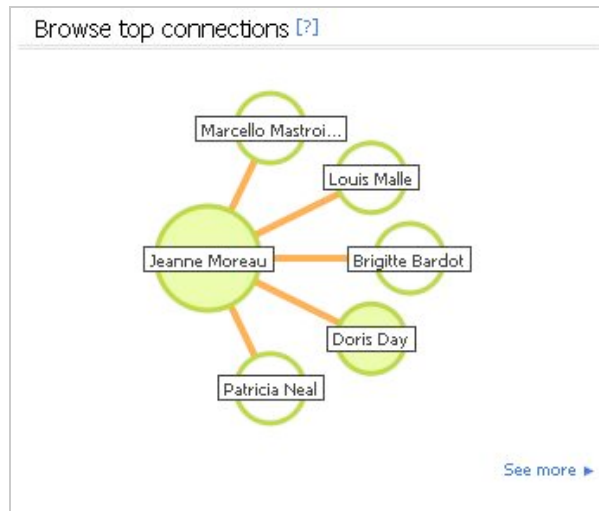 Browse top connections [?]
Marcello Mastroi...
Louis Malle
Jeanne Moreau
Brigitte Bardot
Doris Day
Patricia Neal
See more ►